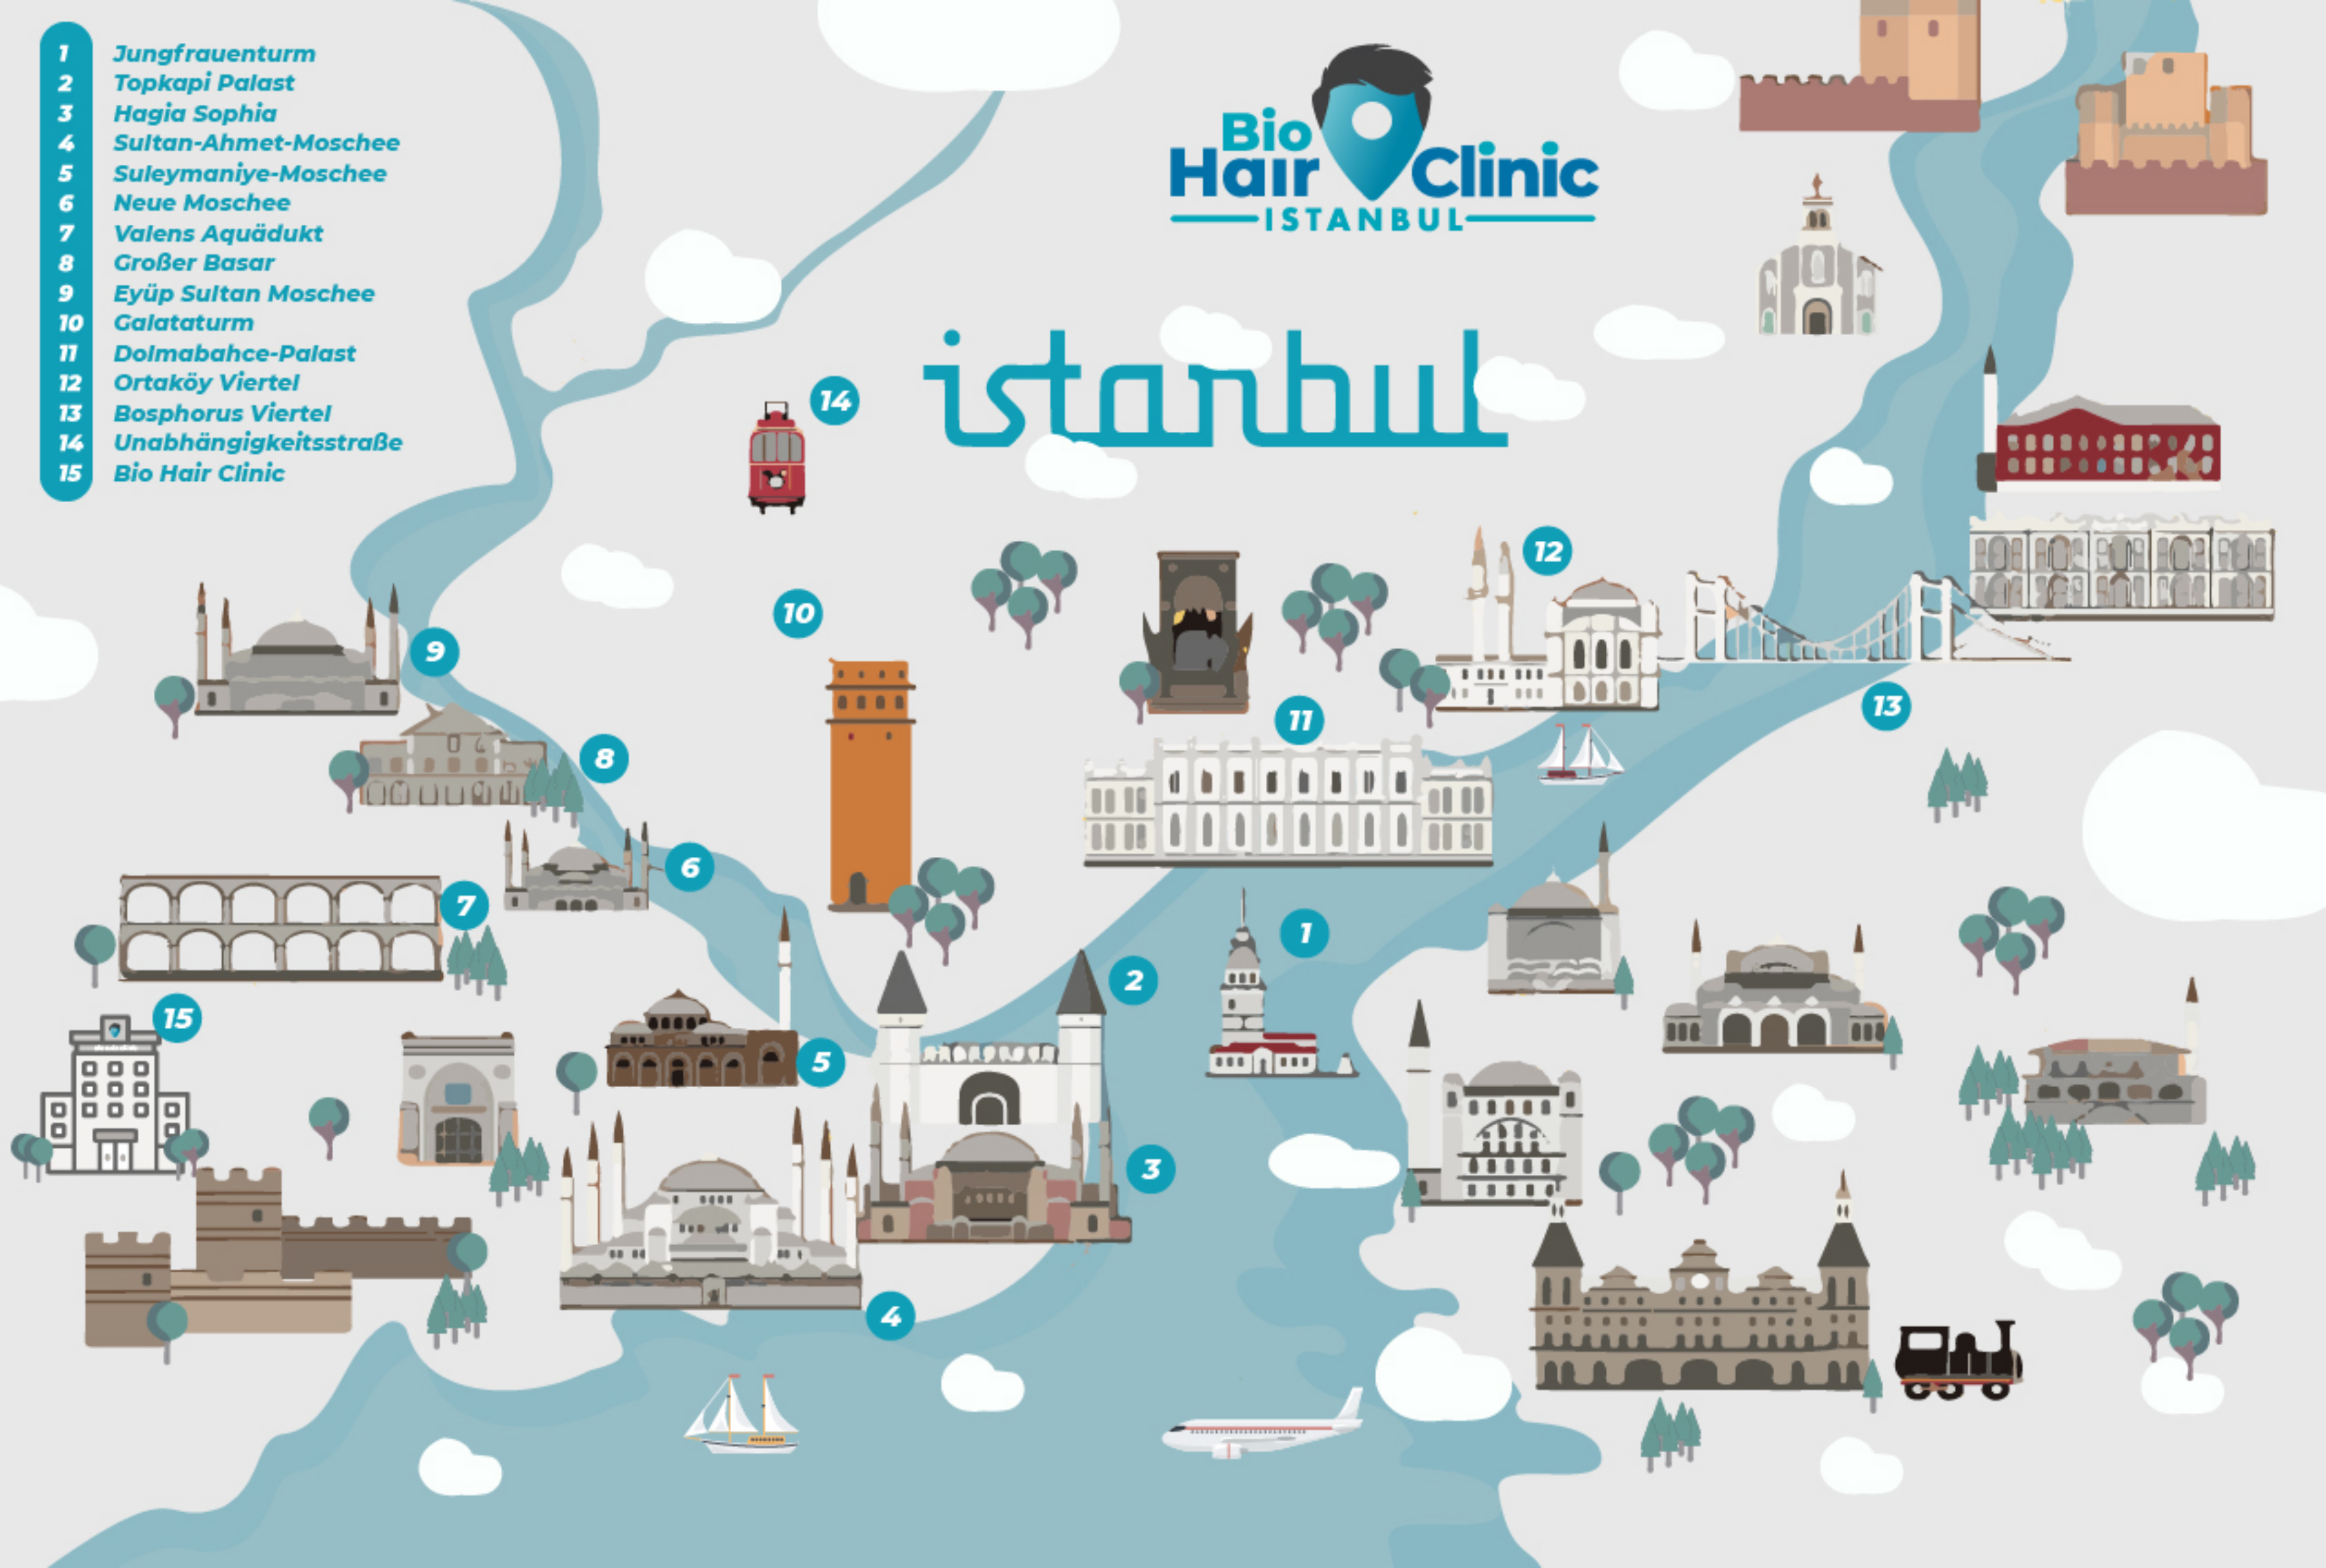 1 Jungfrauenturm
2 Topkapi Palast
3 Hagia Sophia
4 Sultan-Ahmet-Moschee
5 Suleymaniye-Moschee
6 Neue Moschee
7 Valens Aquädukt
8 Großer Basar
9 Eyüp Sultan Moschee
10 Galataturm
11 Dolmabahce-Palast
12 Ortaköy Viertel
13 Bosphorus Viertel
14 Unabhängigkeitsstraße
15 Bio Hair Clinic
Bio
Hair Clinic
ISTANBUL
istanbul
14
12
10
9
11
13
8
6
7
1
2
15
5
3
4